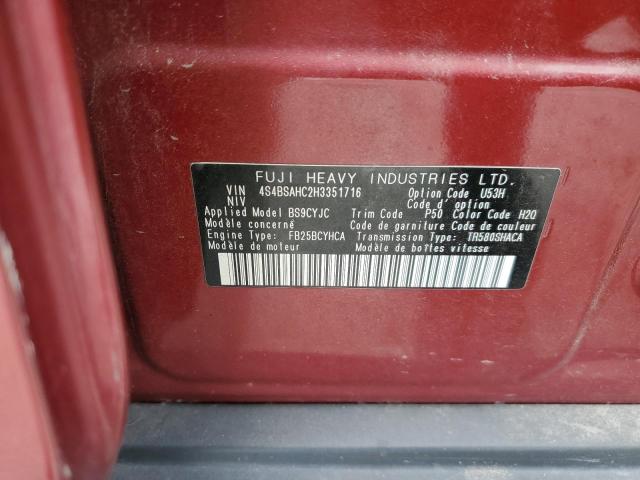 FUJI HEAVY INDUSTRIES LTD.
VIN 4S4BSAHC2H3351716 Option Code U53H
NIV Code d'option
Applied Model BS9CYJC Trim Code P50 Color Code H2Q
Modèle concerné Code de garniture Code de couleur
Engine Type FB25BCYHCA Transmission Type TR580SHACA
Modèle de moteur Modèle de boîtes vitesse